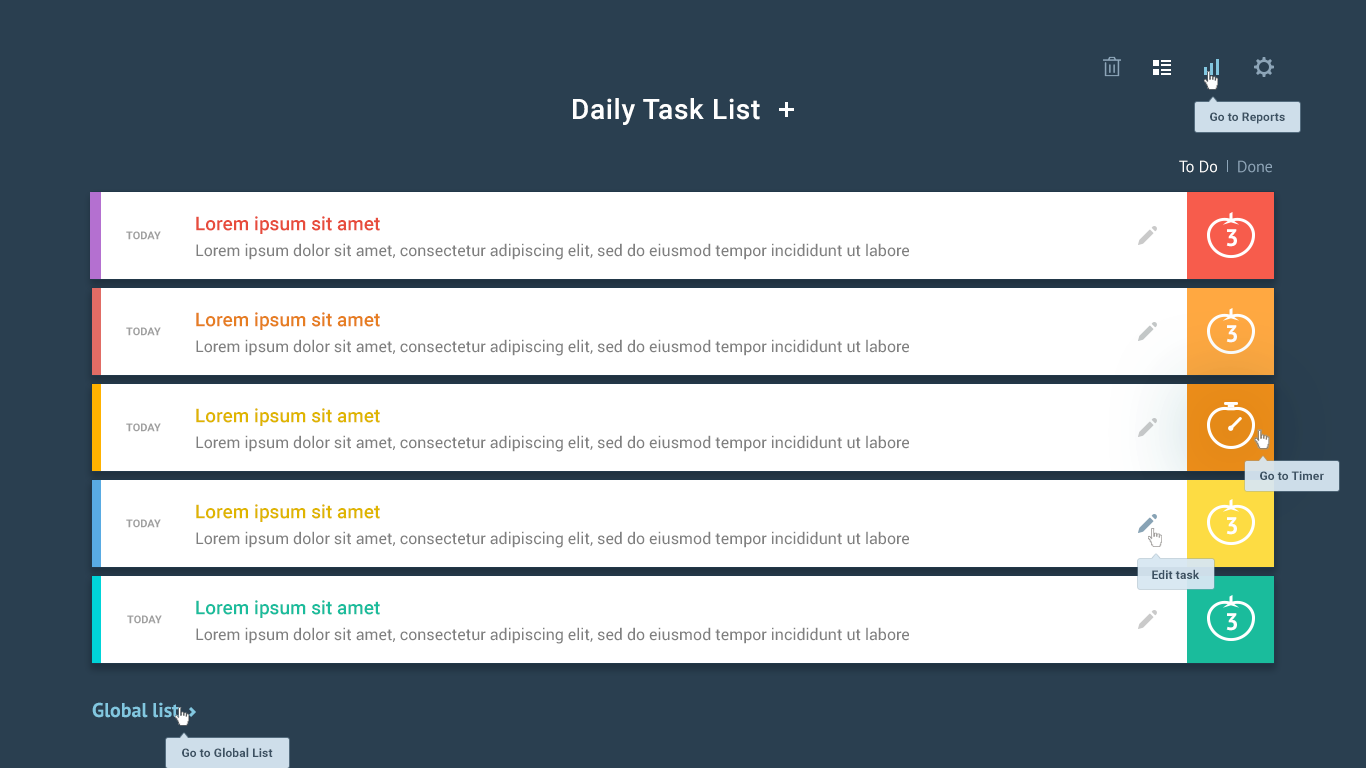 Daily Task List +
Go to Reports
To Do | Done
TODAY
Lorem ipsum sit amet
Lorem ipsum dolor sit amet, consectetur adipiscing elit, sed do eiusmod tempor incididunt ut labore
3
TODAY
Lorem ipsum sit amet
Lorem ipsum dolor sit amet, consectetur adipiscing elit, sed do eiusmod tempor incididunt ut labore
3
TODAY
Lorem ipsum sit amet
Lorem ipsum dolor sit amet, consectetur adipiscing elit, sed do eiusmod tempor incididunt ut labore
Go to Timer
TODAY
Lorem ipsum sit amet
Lorem ipsum dolor sit amet, consectetur adipiscing elit, sed do eiusmod tempor incididunt ut labore
3
Edit task
TODAY
Lorem ipsum sit amet
Lorem ipsum dolor sit amet, consectetur adipiscing elit, sed do eiusmod tempor incididunt ut labore
3
Global list
Go to Global List